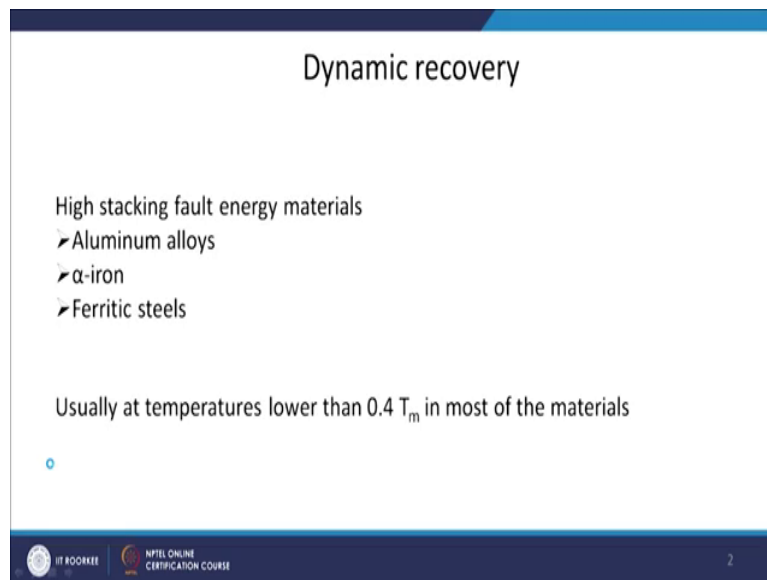 Dynamic recovery
High stacking fault energy materials
➤Aluminum alloys
➤α-iron
➤Ferritic steels
Usually at temperatures lower than 0.4 Tm in most of the materials
IIT ROORKEE
NPTEL ONLINE
CERTIFICATION COURSE
2